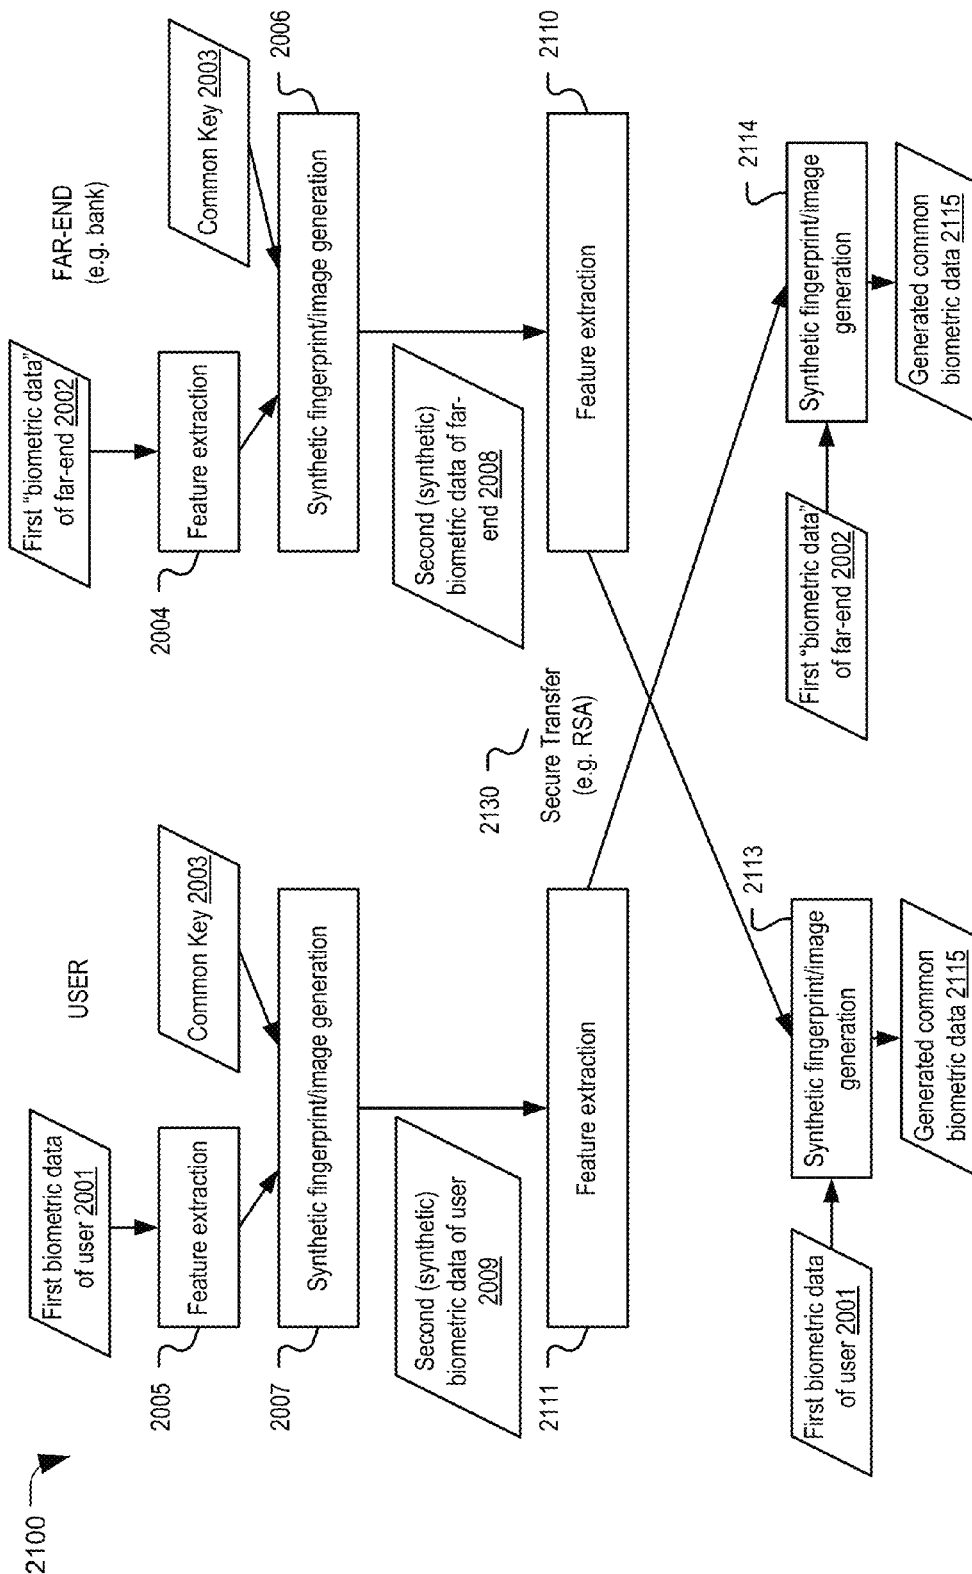 2100
USER
First biometric data
of user 2001
Common Key 2003
2005
Feature extraction
2007
Synthetic fingerprint/image generation
Second (synthetic)
biometric data of user
2009
2111
Feature extraction
2130
Secure Transfer
(e.g. RSA)
First biometric data
of user 2001
2113
Synthetic fingerprint/image
generation
Generated common
biometric data 2115
FAR-END
(e.g. bank)
First “biometric data”
of far-end 2002
Common Key 2003
2004
Feature extraction
2006
Synthetic fingerprint/image generation
Second (synthetic)
biometric data of far-
end 2008
2110
Feature extraction
First “biometric data”
of far-end 2002
2114
Synthetic fingerprint/image
generation
Generated common
biometric data 2115